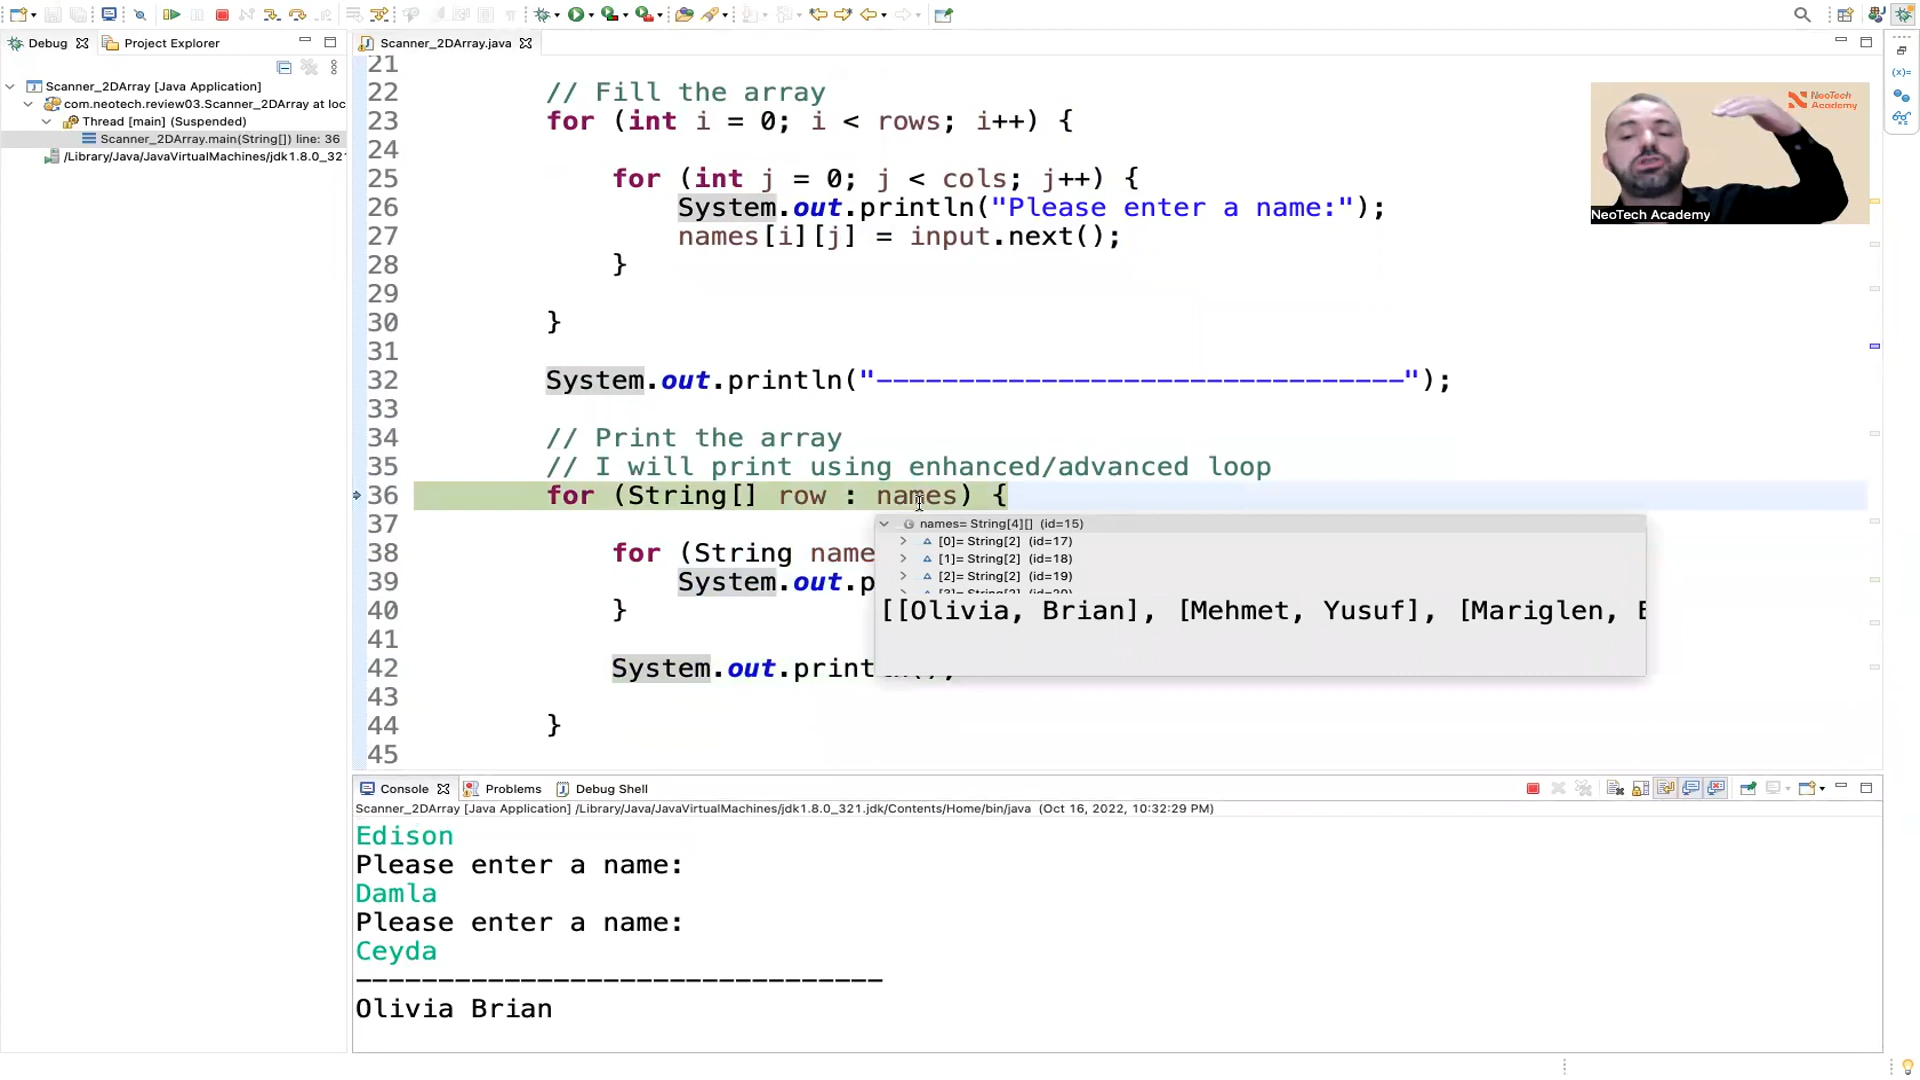 Debug
Project Explorer
Scanner_2DArray.java
Scanner_2DArray [Java Application]
com.neotech.review03.Scanner_2DArray at loc
Thread [main] (Suspended)
Scanner_2DArray.main(String[]) line: 36
/Library/Java/JavaVirtualMachines/jdk1.8.0_321
21
22 // Fill the array
23 for (int i = 0; i < rows; i++) {
24
25 for (int j = 0; j < cols; j++) {
26 System.out.println("Please enter a name:");
27 names[i][j] = input.next();
28 }
29
30 }
31
32 System.out.println("--------------------------------");
33
34 // Print the array
35 // I will print using enhanced/advanced loop
36 for (String[] row : names) {
37
38 for (String name
39 System.out.p
40 }
41
42 System.out.println();
43
44 }
45
names= String[4][] (id=15)
[0]= String[2] (id=17)
[1]= String[2] (id=18)
[2]= String[2] (id=19)
[3]= String[2] (id=20)
[[Olivia, Brian], [Mehmet, Yusuf], [Mariglen, E
NeoTech
Academy
NeoTech Academy
Console
Problems
Debug Shell
Scanner_2DArray [Java Application] /Library/Java/JavaVirtualMachines/jdk1.8.0_321.jdk/Contents/Home/bin/java (Oct 16, 2022, 10:32:29 PM)
Edison
Please enter a name:
Damla
Please enter a name:
Ceyda
--------------------------------
Olivia Brian